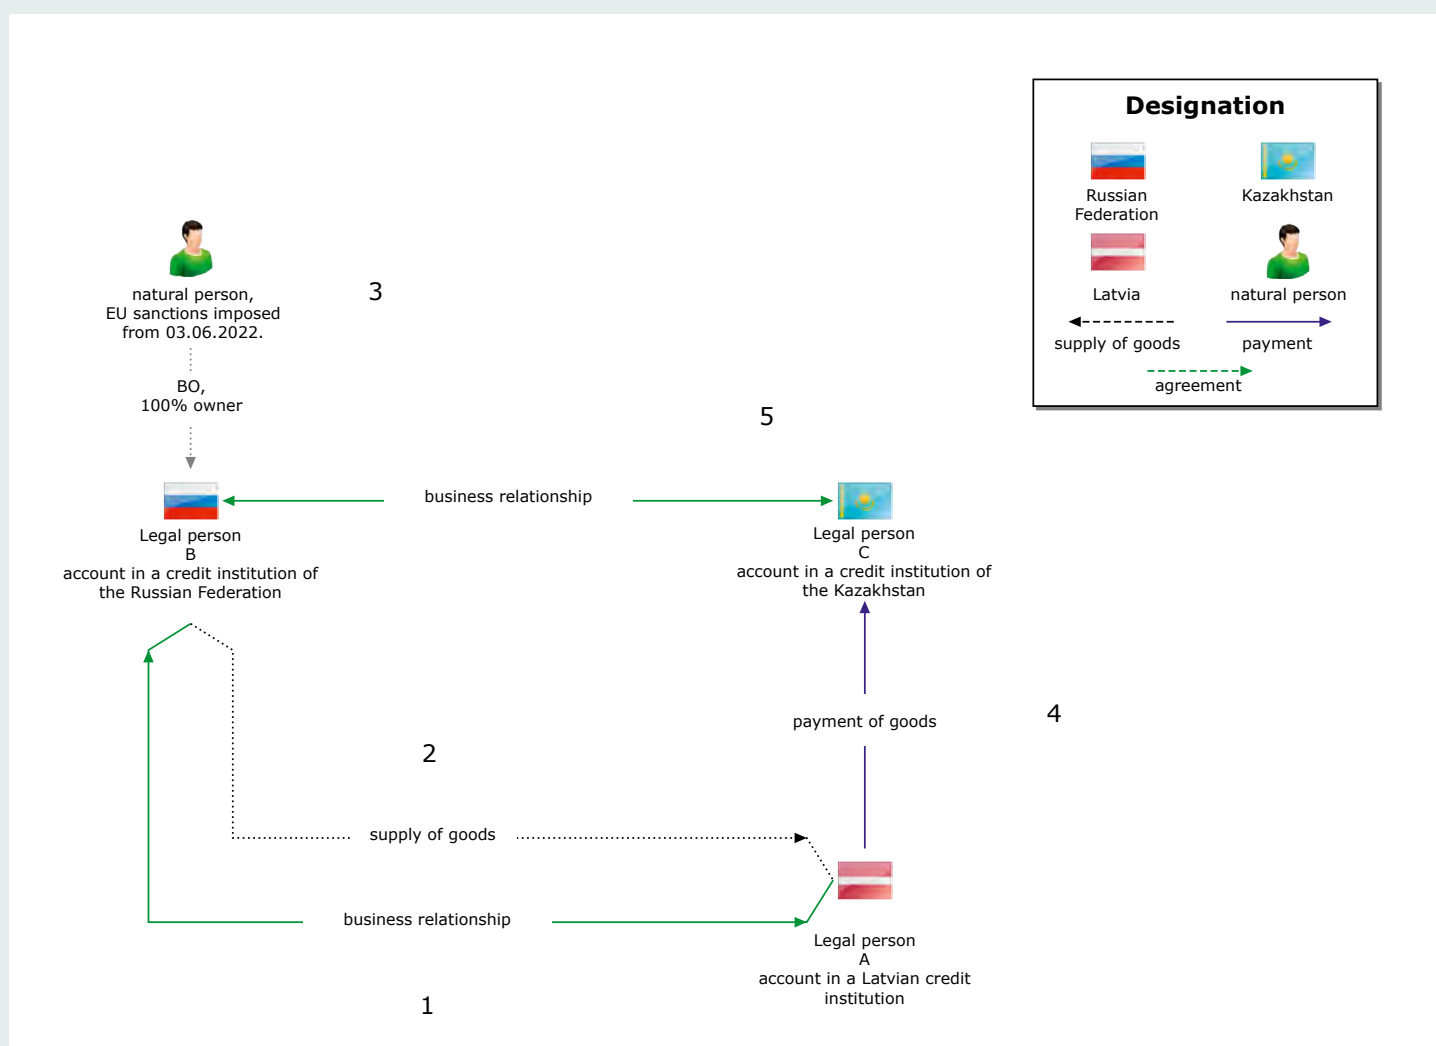 Designation
Russian
Federation
Kazakhstan
Latvia
natural person
supply of goods
payment
agreement
natural person,
EU sanctions imposed
from 03.06.2022.
3
BO,
100% owner
5
business relationship
Legal person
B
account in a credit institution of
the Russian Federation
Legal person
C
account in a credit institution of
the Kazakhstan
payment of goods
4
2
supply of goods
business relationship
Legal person
A
account in a Latvian credit
institution
1